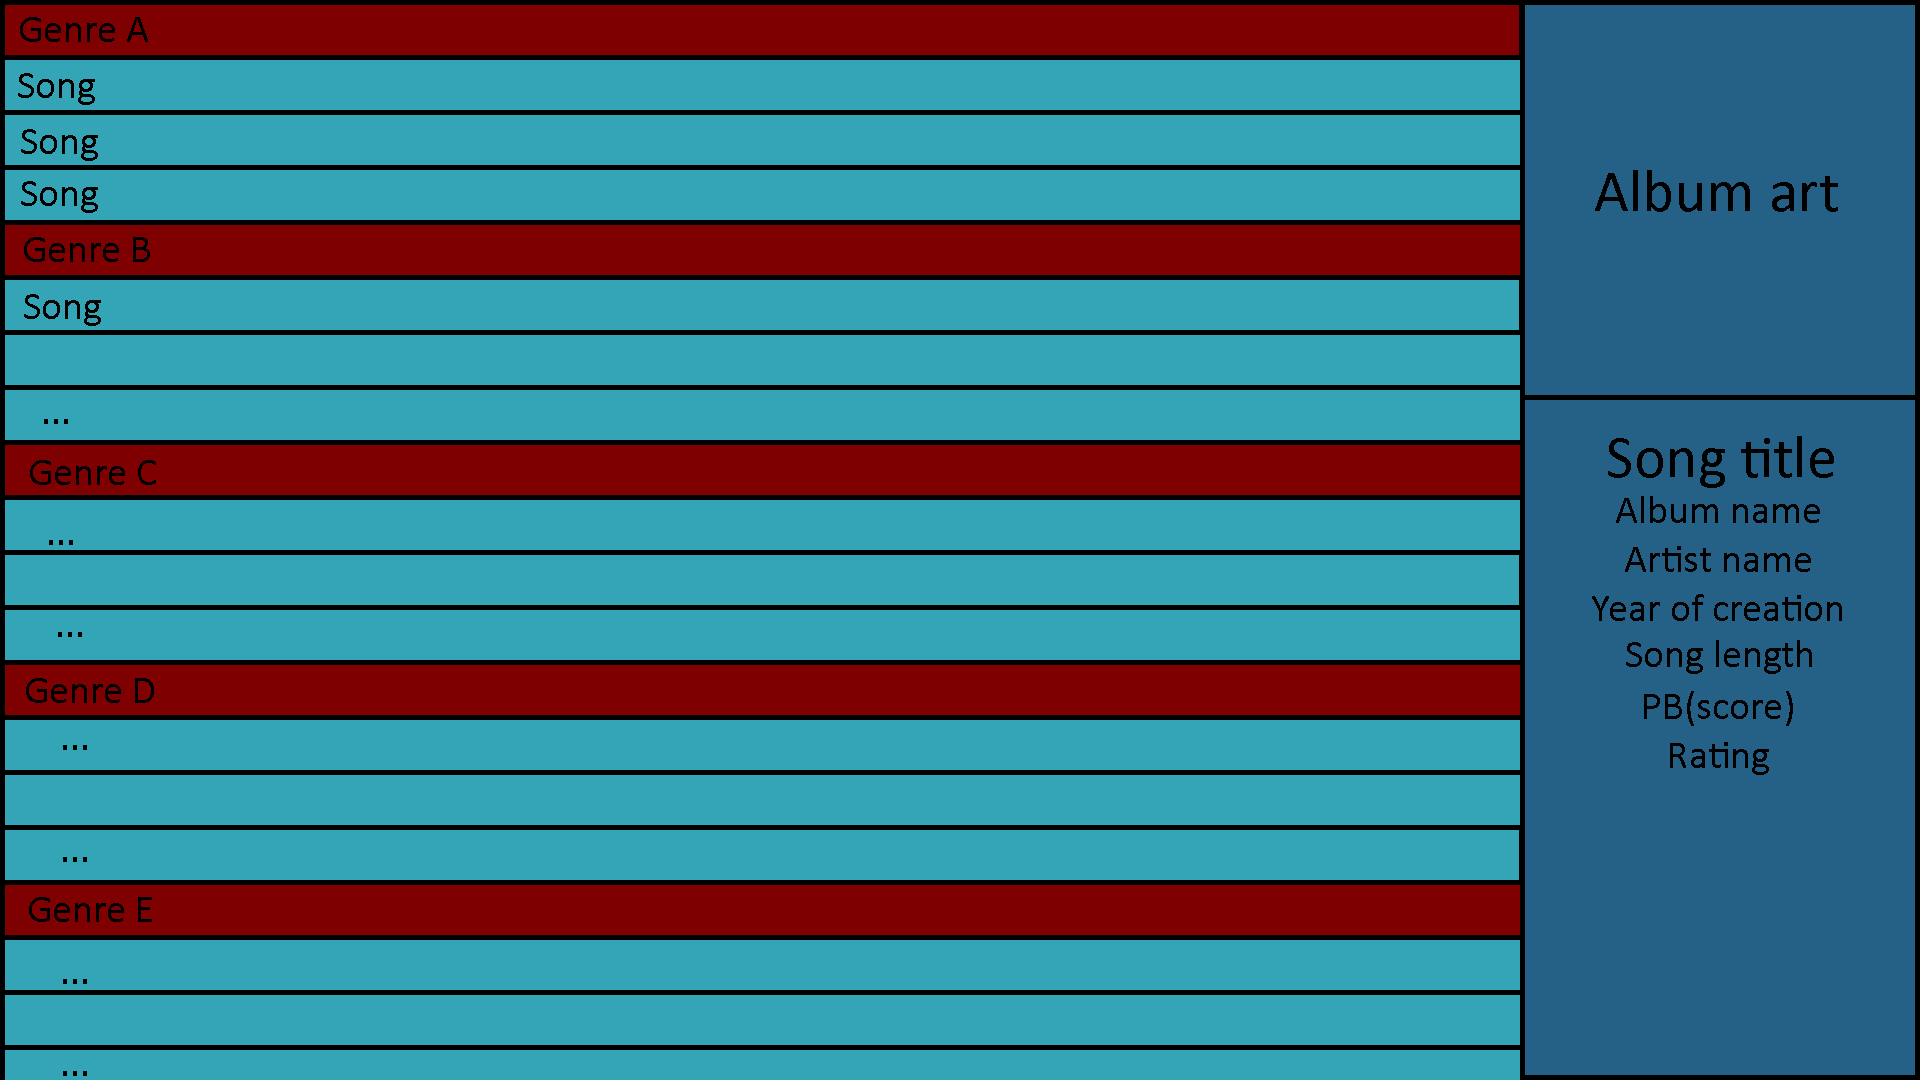 Genre A
Song
Song
Song
Genre B
Song
...
Genre C
...
...
Genre D
...
...
Genre E
...
...
Album art
Song title
Album name
Artist name
Year of creation
Song length
PB(score)
Rating